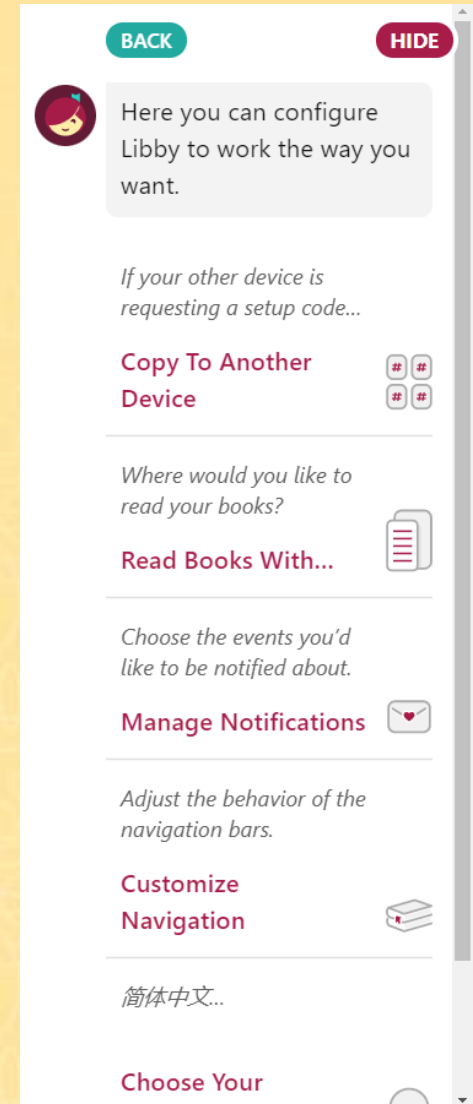 BACK
HIDE
Here you can configure
Libby to work the way you
want.
If your other device is
requesting a setup code...
Copy To Another
Device
# #
# #
Where would you like to
read your books?
Read Books With...
Choose the events you'd
like to be notified about.
Manage Notifications
Adjust the behavior of the
navigation bars.
Customize
Navigation
简体中文...
Choose Your